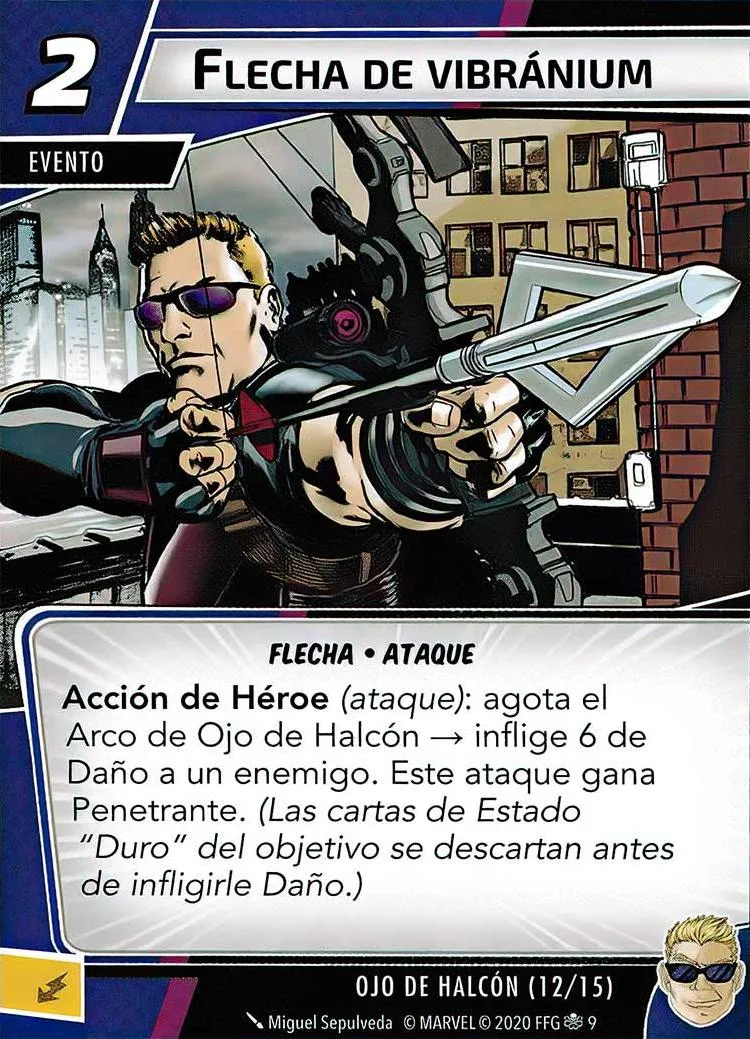 2
FLECHA DE VIBRÁNIUM
EVENTO
FLECHA • ATAQUE
Acción de Héroe (ataque): agota el
Arco de Ojo de Halcón → inflige 6 de
Daño a un enemigo. Este ataque gana
Penetrante. (Las cartas de Estado
“Duro” del objetivo se descartan antes
de infligirle Daño.)
OJO DE HALCÓN (12/15)
Miguel Sepulveda © MARVEL © 2020 FFG 9